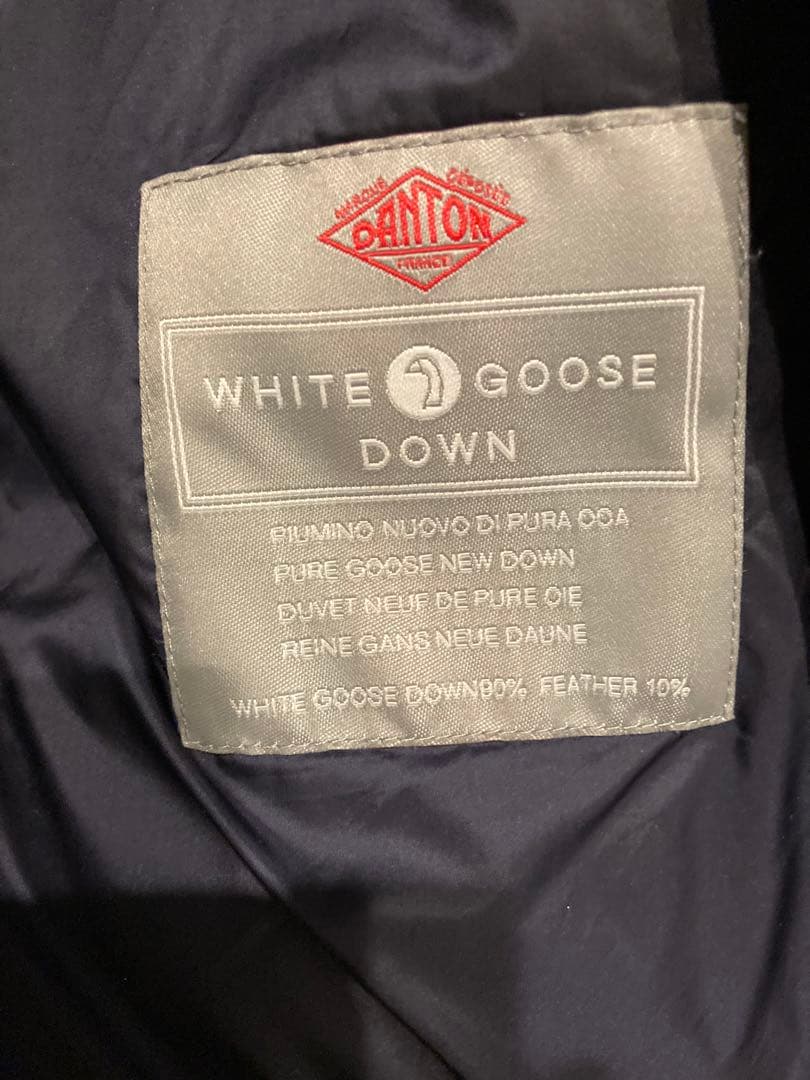 MARQUE DÉPOSÉE
DANTON
FRANCE
WHITE GOOSE
DOWN
PIUMINO NUOVO DI PURA OCA
PURE GOOSE NEW DOWN
DUVET NEUF DE PURE OIE
REINE GANS NEUE DAUNE
WHITE GOOSE DOWN90% FEATHER 10%